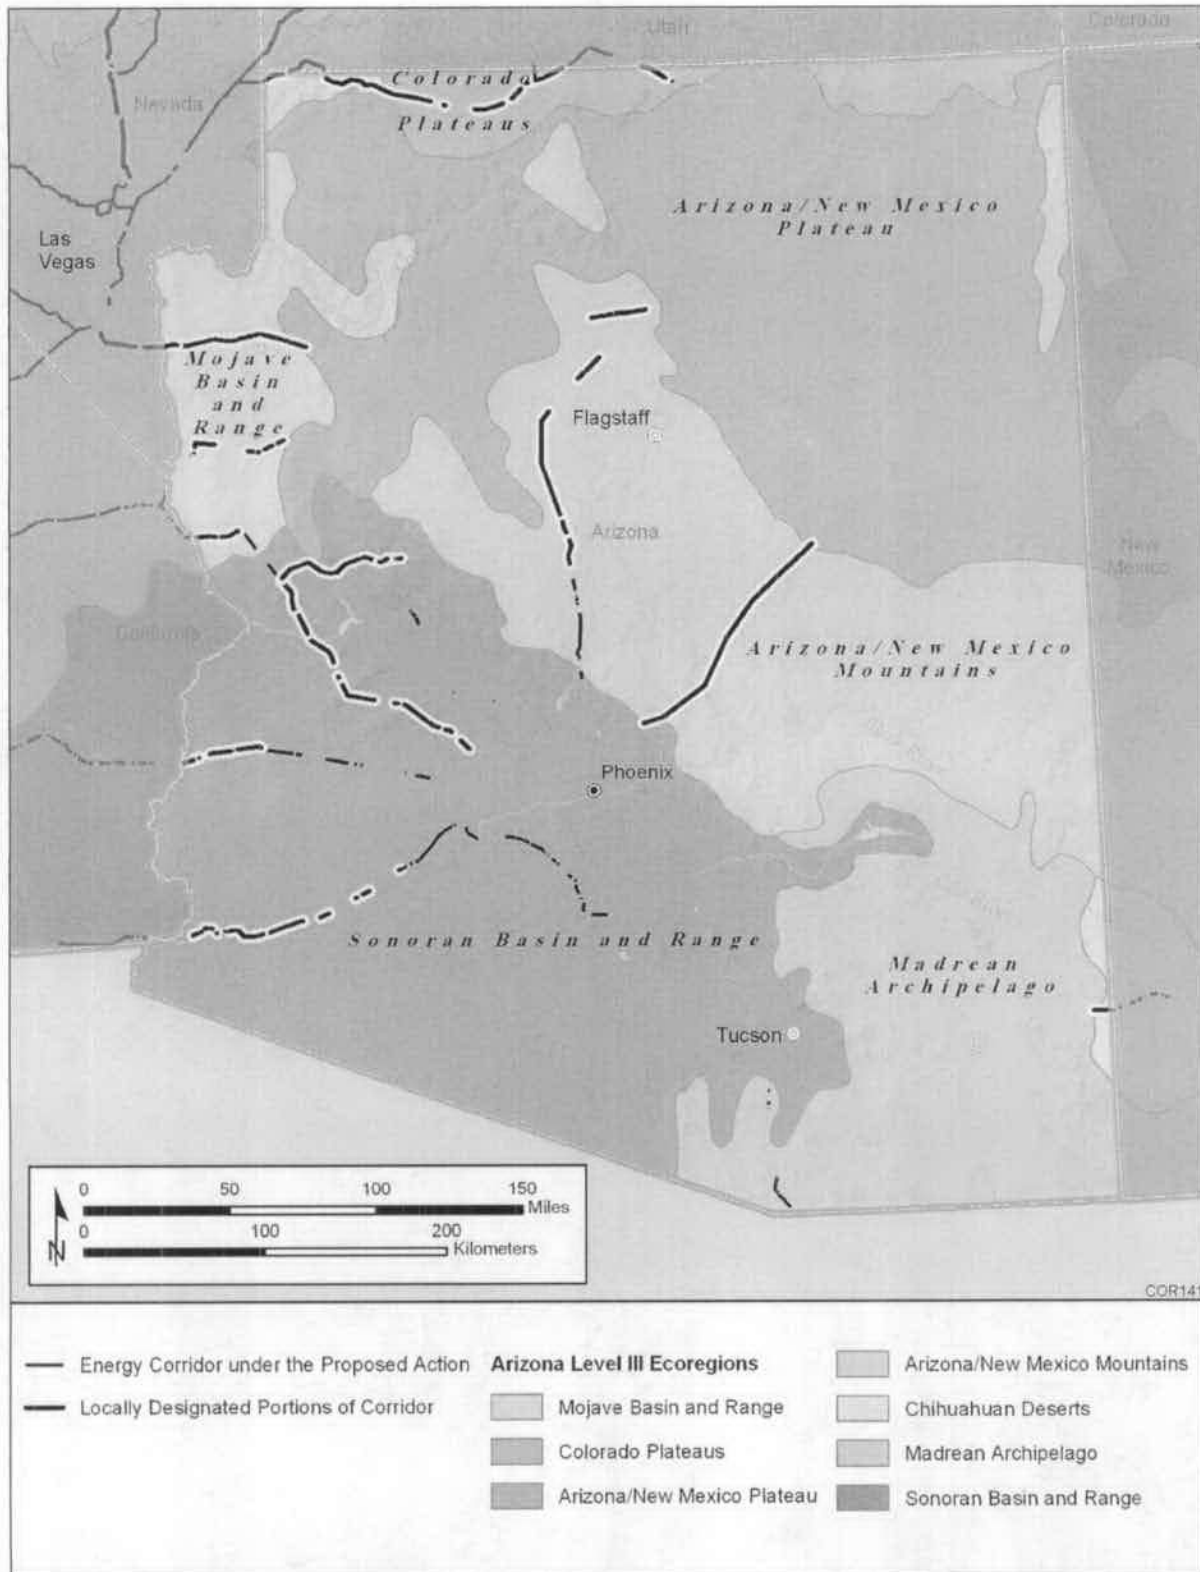 Utah
Colorado
Nevada
Colorado
Plateaus
Arizona/New Mexico
Plateau
Las
Vegas
Mojave
Basin
and
Range
Flagstaff
Arizona
New
Mexico
California
Arizona/New Mexico
Mountains
Phoenix
Sonoran Basin and Range
Madrean
Archipelago
Tucson
0 50 100 150
Miles
0 100 200
Kilometers
N
COR141
Energy Corridor under the Proposed Action
Locally Designated Portions of Corridor
Arizona Level III Ecoregions
Mojave Basin and Range
Colorado Plateaus
Arizona/New Mexico Plateau
Arizona/New Mexico Mountains
Chihuahuan Deserts
Madrean Archipelago
Sonoran Basin and Range